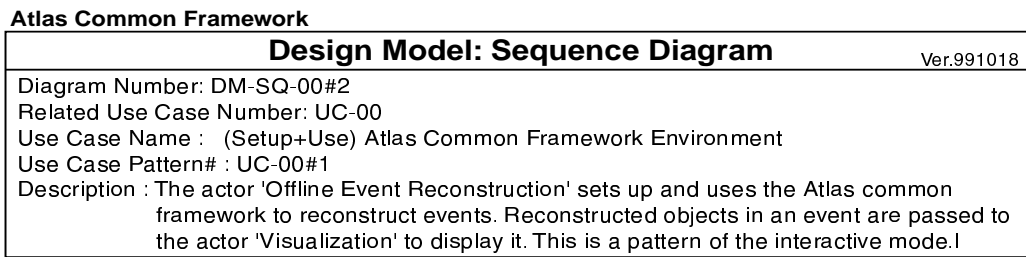 Atlas Common Framework
Design Model: Sequence Diagram Ver.991018
Diagram Number: DM-SQ-00#2
Related Use Case Number: UC-00
Use Case Name : (Setup+Use) Atlas Common Framework Environment
Use Case Pattern# : UC-00#1
Description : The actor 'Offline Event Reconstruction' sets up and uses the Atlas common
framework to reconstruct events. Reconstructed objects in an event are passed to
the actor 'Visualization' to display it. This is a pattern of the interactive mode.l